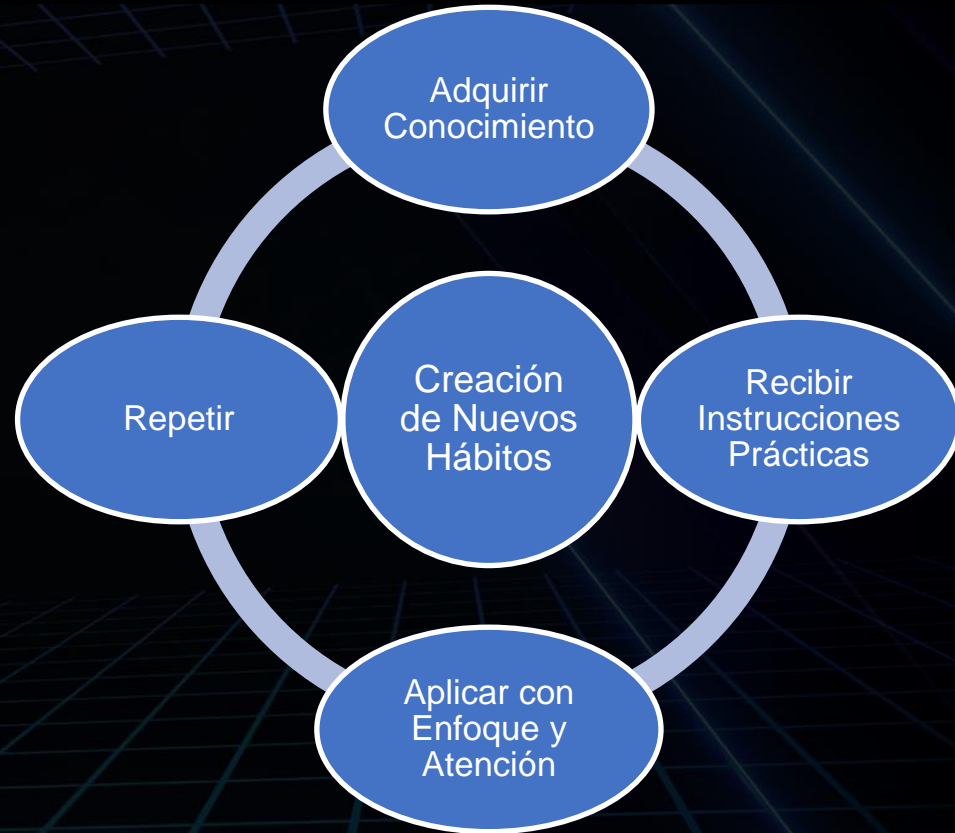 Adquirir
Conocimiento
Creación
de Nuevos
Hábitos
Recibir
Instrucciones
Prácticas
Aplicar con
Enfoque y
Atención
Repetir